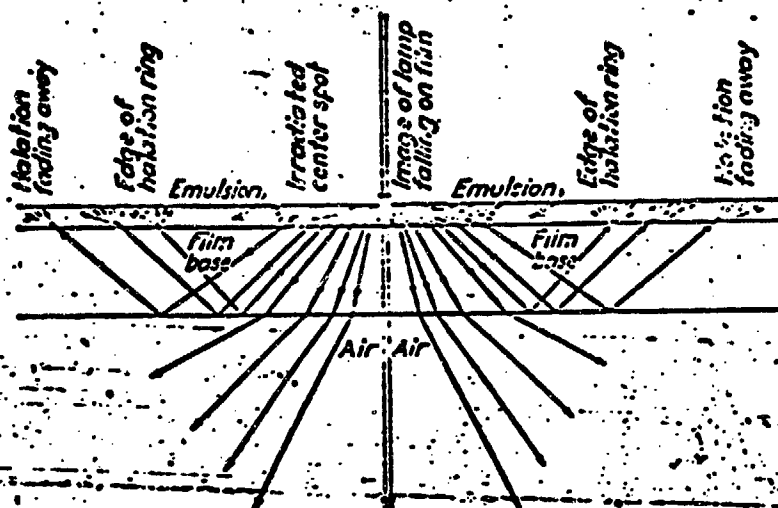 Halation
fading away
Edge of
halation ring
Irradiated
center spot
Image of lamp
falling on film
Edge of
halation ring
Halation
fading away
Emulsion,
Emulsion,
Film
base
Film
base
Air
Air